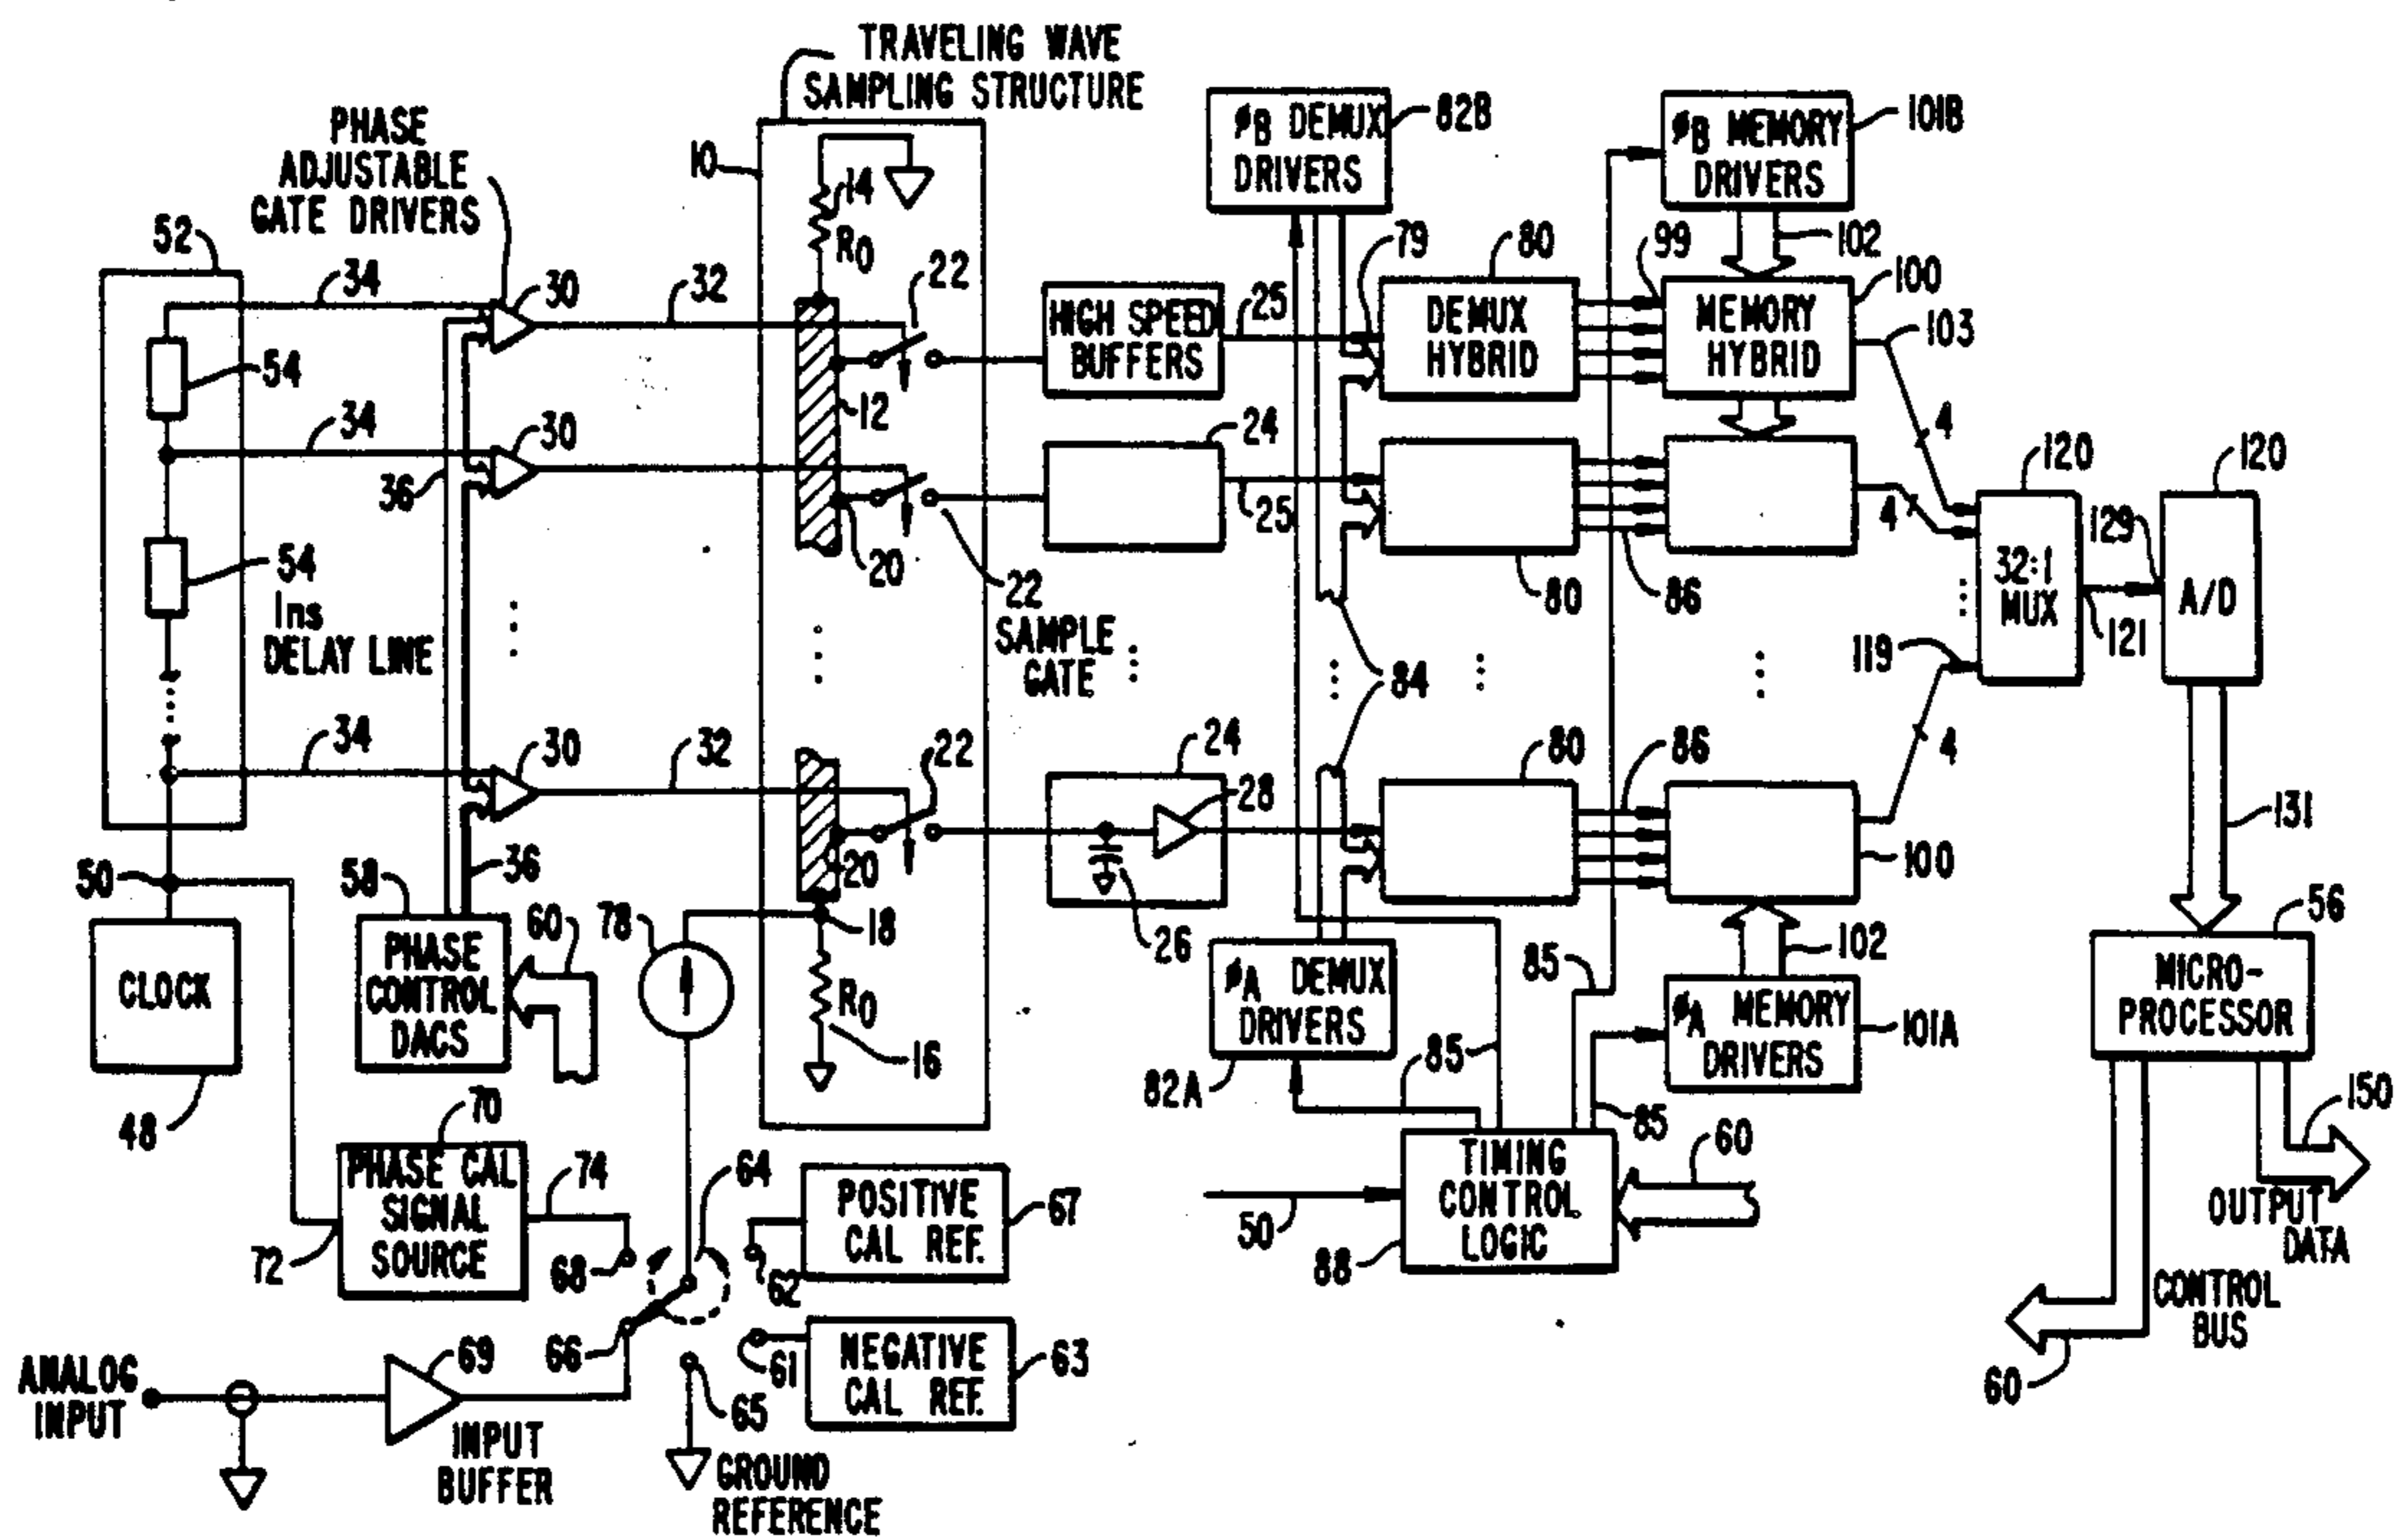 TRAVELING WAVE
SAMPLING STRUCTURE
PHASE
ADJUSTABLE
GATE DRIVERS
52
34
30
32
10
14
R0
22
HIGH SPEED
BUFFERS
25
øB DEMUX
DRIVERS
82B
79
80
DEMUX
HYBRID
99
øB MEMORY
DRIVERS
101B
102
MEMORY
HYBRID
100
103
4
54
34
30
36
12
24
20
22
25
80
86
4
120
32:1
MUX
129
121
120
A/D
119
54
1ns
DELAY LINE
SAMPLE
GATE
84
4
34
30
32
22
24
28
26
80
86
100
131
50
36
58
PHASE
CONTROL
DACS
60
78
20
18
R0
16
CLOCK
48
øA DEMUX
DRIVERS
82A
85
85
85
85
102
øA MEMORY
DRIVERS
101A
56
MICRO-
PROCESSOR
150
OUTPUT
DATA
CONTROL
BUS
60
70
PHASE CAL
SIGNAL
SOURCE
72
74
68
64
62
POSITIVE
CAL REF.
67
50
TIMING
CONTROL
LOGIC
88
60
66
61
NEGATIVE
CAL REF.
63
65
ANALOG
INPUT
69
INPUT
BUFFER
GROUND
REFERENCE